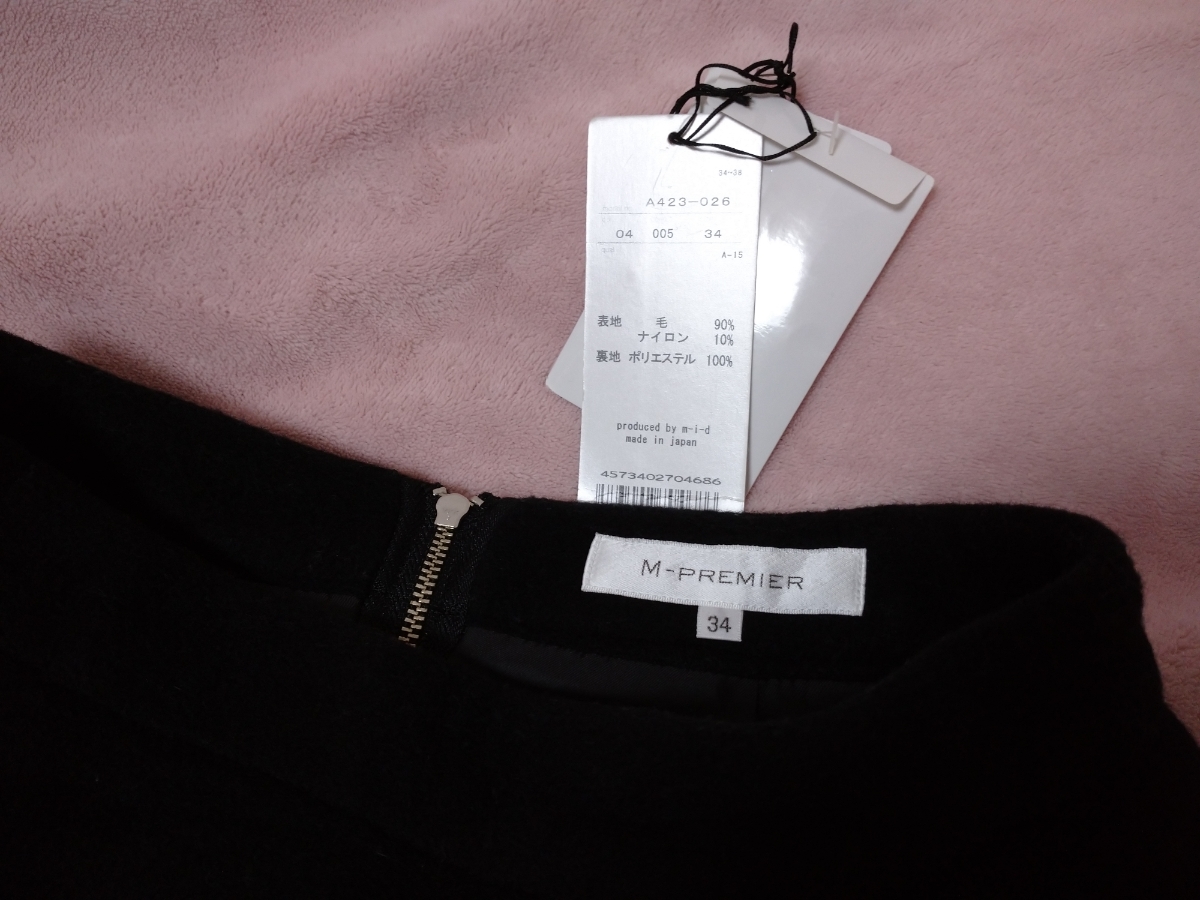 34-38
A423-026
04 005 34
A-15
表地 毛 90%
ナイロン 10%
裏地 ポリエステル 100%
produced by m-i-d
made in japan
4573402704686
M-PREMIER
34